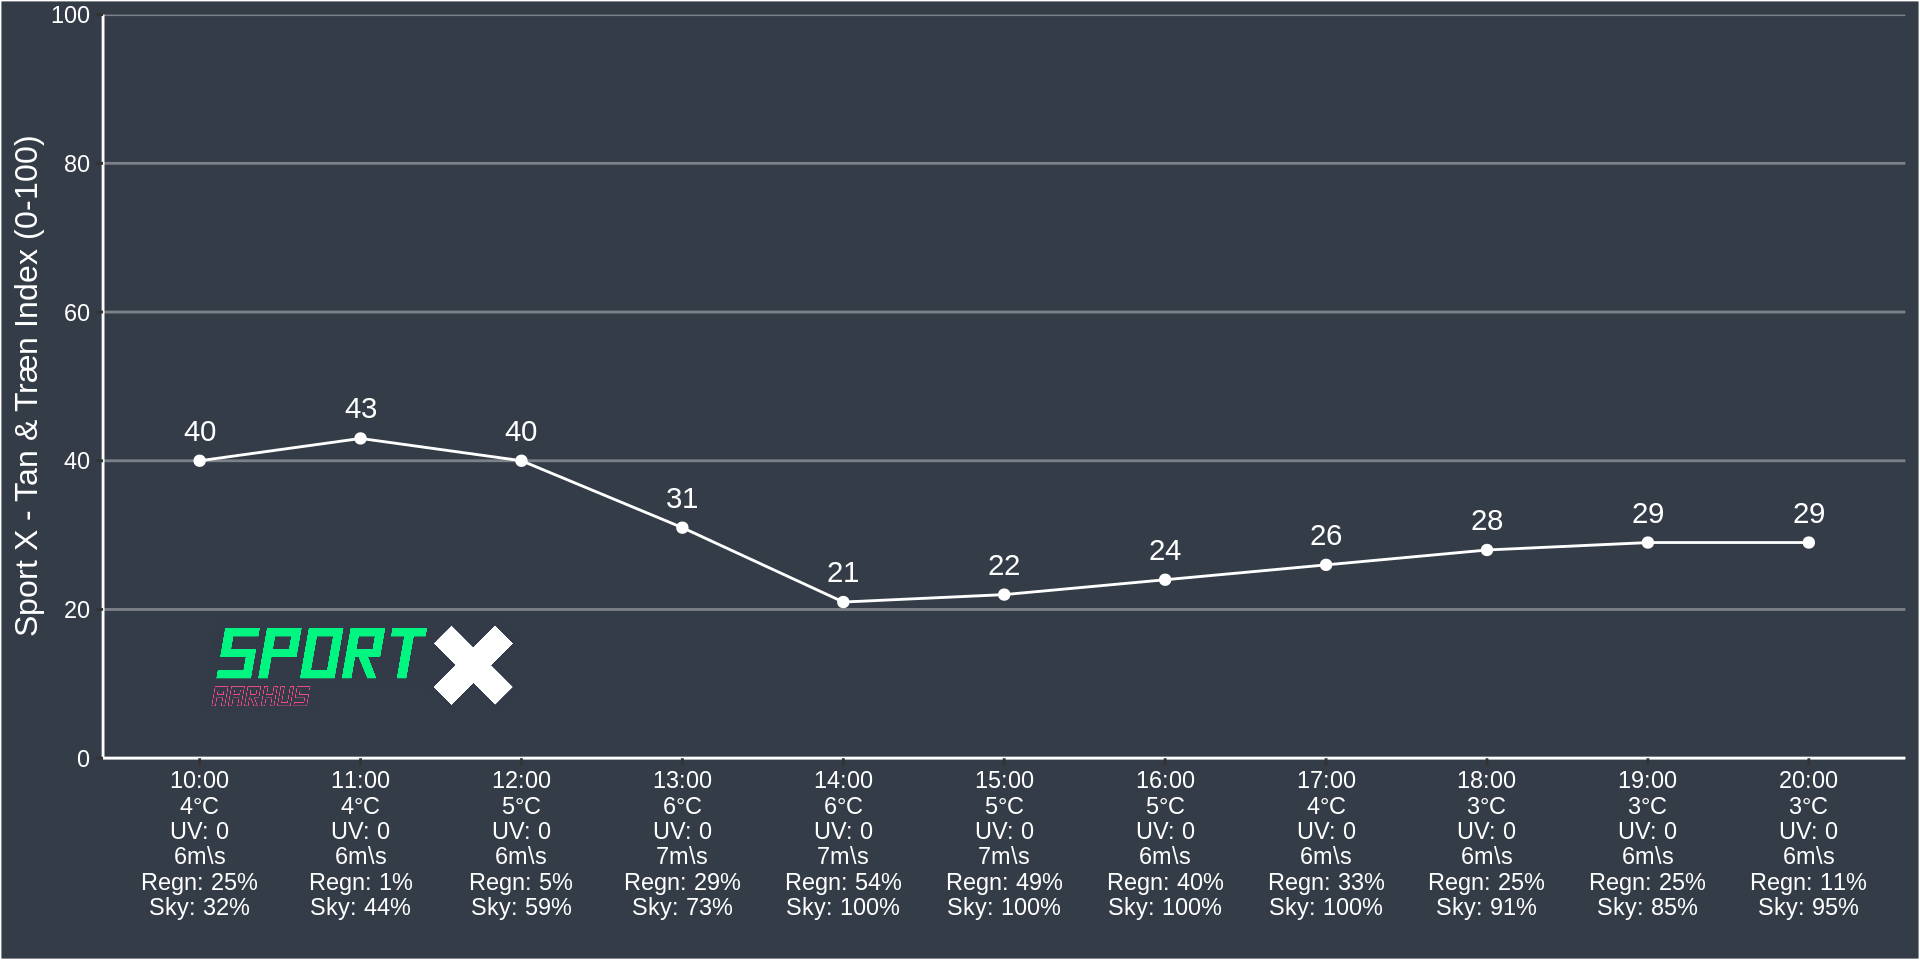 Sport X - Tan & Træn Index (0-100)
100
80
60
40
20
0
40
43
40
31
21
22
24
26
28
29
29
SPORT X
AARHUS
10:00 11:00 12:00 13:00 14:00 15:00 16:00 17:00 18:00 19:00 20:00
4°C 4°C 5°C 6°C 6°C 5°C 5°C 4°C 3°C 3°C 3°C
UV: 0 UV: 0 UV: 0 UV: 0 UV: 0 UV: 0 UV: 0 UV: 0 UV: 0 UV: 0 UV: 0
6m\s 6m\s 6m\s 7m\s 7m\s 7m\s 6m\s 6m\s 6m\s 6m\s 6m\s
Regn: 25% Regn: 1% Regn: 5% Regn: 29% Regn: 54% Regn: 49% Regn: 40% Regn: 33% Regn: 25% Regn: 25% Regn: 11%
Sky: 32% Sky: 44% Sky: 59% Sky: 73% Sky: 100% Sky: 100% Sky: 100% Sky: 100% Sky: 91% Sky: 85% Sky: 95%